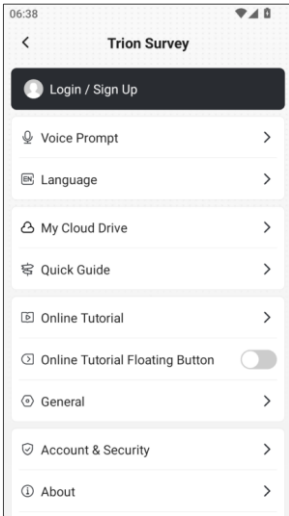 06:38
Trion Survey
Login / Sign Up
Voice Prompt
EN
Language
My Cloud Drive
Quick Guide
Online Tutorial
Online Tutorial Floating Button
General
Account & Security
About